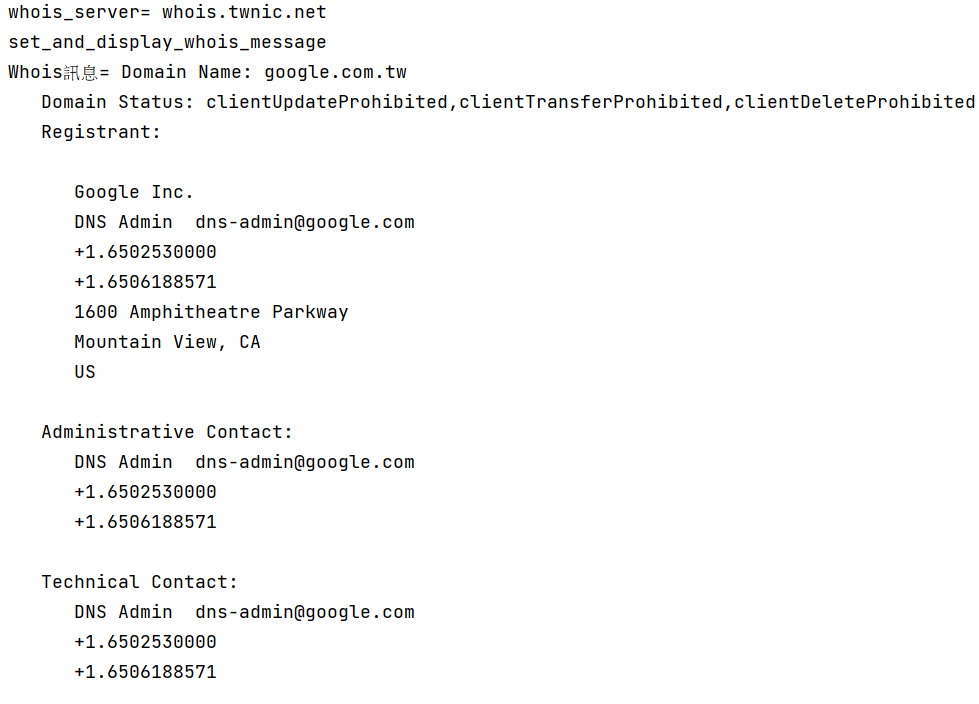 whois_server= whois.twnic.net
set_and_display_whois_message
Whois訊息= Domain Name: google.com.tw
Domain Status: clientUpdateProhibited,clientTransferProhibited,clientDeleteProhibited
Registrant:
Google Inc.
DNS Admin  dns-admin@google.com
+1.6502530000
+1.6506188571
1600 Amphitheatre Parkway
Mountain View, CA
US
Administrative Contact:
DNS Admin  dns-admin@google.com
+1.6502530000
+1.6506188571
Technical Contact:
DNS Admin  dns-admin@google.com
+1.6502530000
+1.6506188571